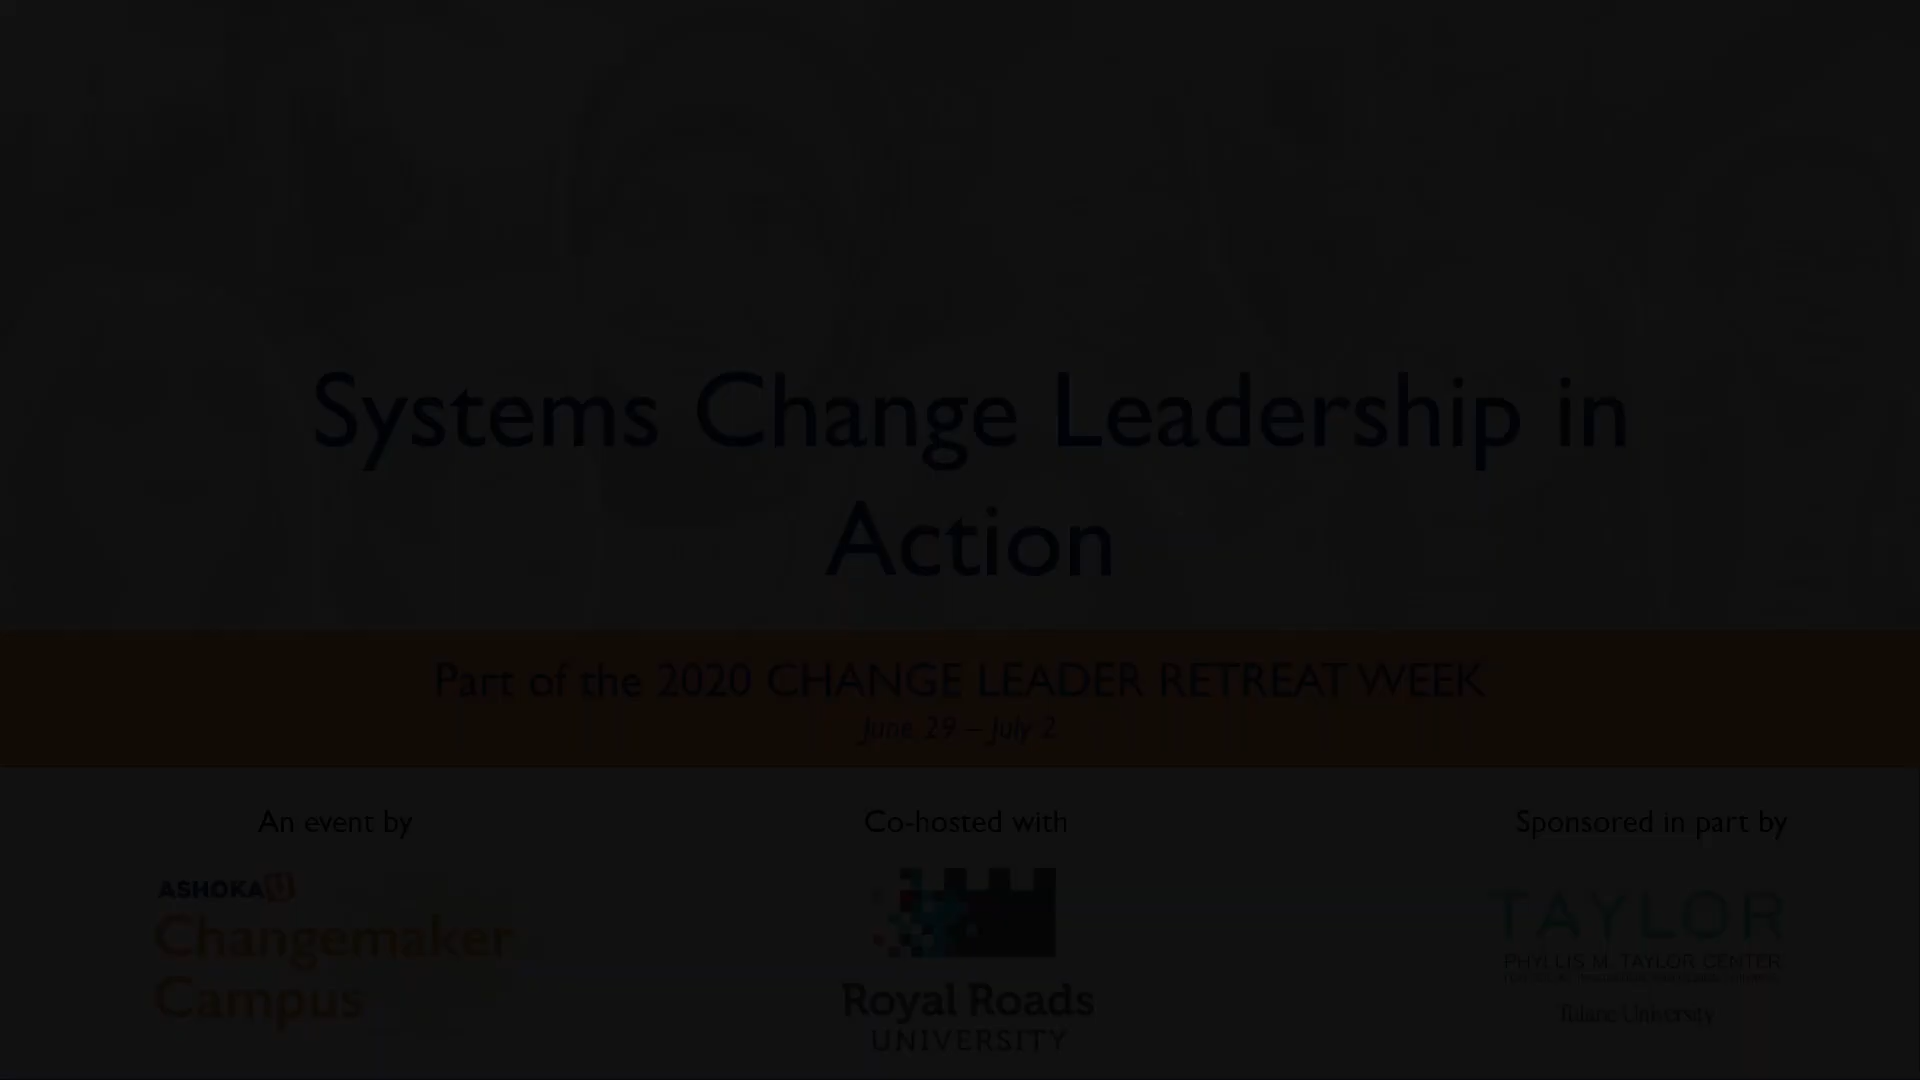 Systems Change Leadership in
Action
Part of the 2020 CHANGE LEADER RETREAT WEEK
June 29 – July 2
An event by
Co-hosted with
Sponsored in part by
ASHOKA U
Changemaker
Campus
Royal Roads
UNIVERSITY
TAYLOR
PHYLLIS M. TAYLOR CENTER
Tulane University